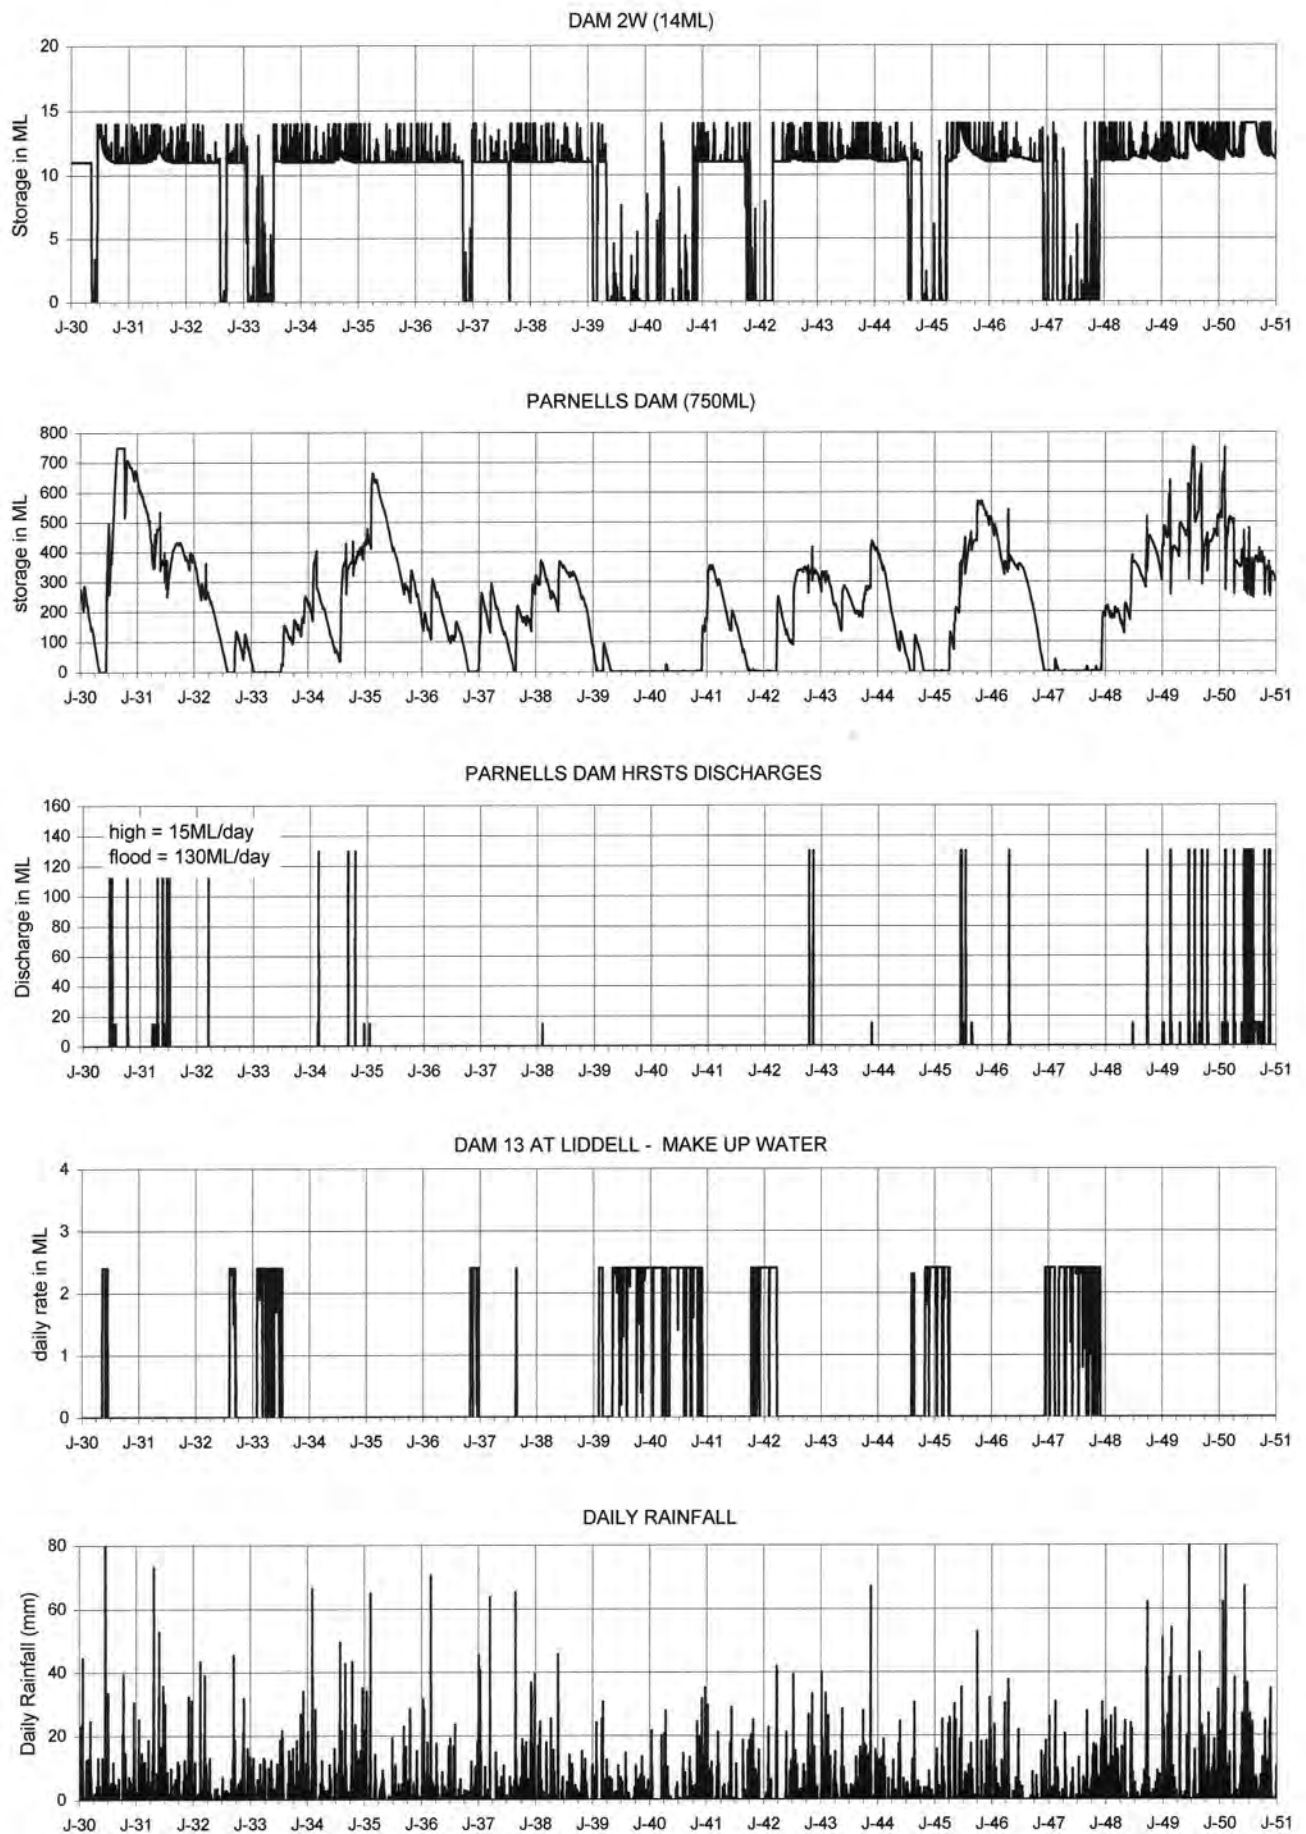 DAM 2W (14ML)
20
15
10
5
0
Storage in ML
J-30 J-31 J-32 J-33 J-34 J-35 J-36 J-37 J-38 J-39 J-40 J-41 J-42 J-43 J-44 J-45 J-46 J-47 J-48 J-49 J-50 J-51
PARNELLS DAM (750ML)
800
700
600
500
400
300
200
100
0
storage in ML
J-30 J-31 J-32 J-33 J-34 J-35 J-36 J-37 J-38 J-39 J-40 J-41 J-42 J-43 J-44 J-45 J-46 J-47 J-48 J-49 J-50 J-51
PARNELLS DAM HRSTS DISCHARGES
160
140
120
100
80
60
40
20
0
Discharge in ML
high = 15ML/day
flood = 130ML/day
J-30 J-31 J-32 J-33 J-34 J-35 J-36 J-37 J-38 J-39 J-40 J-41 J-42 J-43 J-44 J-45 J-46 J-47 J-48 J-49 J-50 J-51
DAM 13 AT LIDDELL - MAKE UP WATER
4
3
2
1
0
daily rate in ML
J-30 J-31 J-32 J-33 J-34 J-35 J-36 J-37 J-38 J-39 J-40 J-41 J-42 J-43 J-44 J-45 J-46 J-47 J-48 J-49 J-50 J-51
DAILY RAINFALL
80
60
40
20
0
Daily Rainfall (mm)
J-30 J-31 J-32 J-33 J-34 J-35 J-36 J-37 J-38 J-39 J-40 J-41 J-42 J-43 J-44 J-45 J-46 J-47 J-48 J-49 J-50 J-51